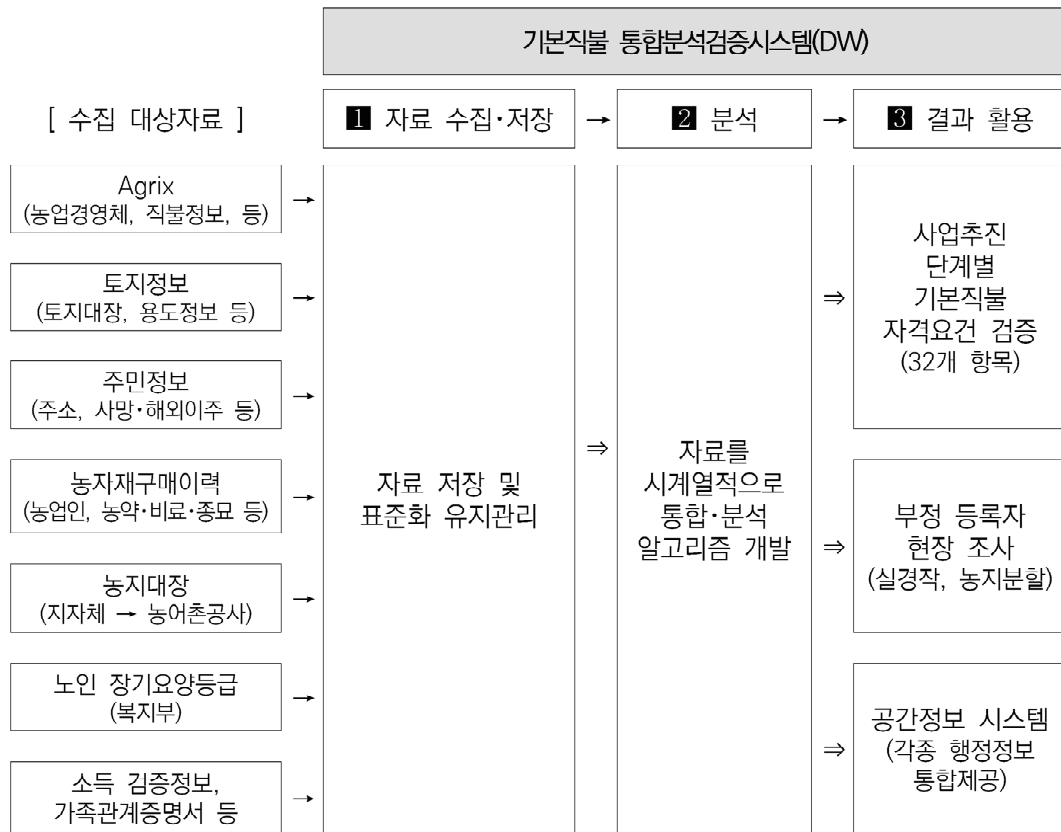 기본직불 통합분석검증시스템(DW)
[ 수집 대상자료 ]
1 자료 수집·저장
→
2 분석
→
3 결과 활용
Agrix
(농업경영체, 직불정보, 등)
→
토지정보
(토지대장, 용도정보 등)
→
주민정보
(주소, 사망·해외이주 등)
→
농자재구매이력
(농업인, 농약·비료·종묘 등)
→
농지대장
(지자체 → 농어촌공사)
→
노인 장기요양등급
(복지부)
→
소득 검증정보,
가족관계증명서 등
→
자료 저장 및
표준화 유지관리
⇒
자료를
시계열적으로
통합·분석
알고리즘 개발
⇒
사업추진
단계별
기본직불
자격요건 검증
(32개 항목)
⇒
부정 등록자
현장 조사
(실경작, 농지분할)
⇒
공간정보 시스템
(각종 행정정보
통합제공)